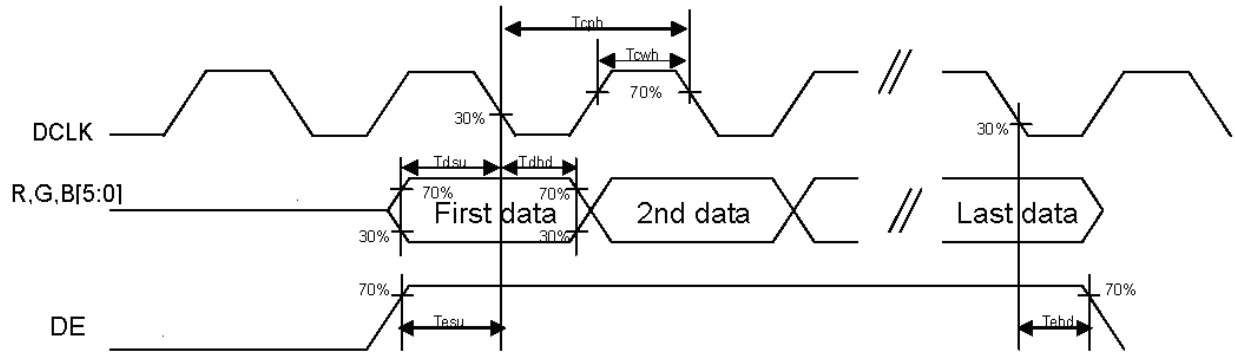 Tcph
Tcwh
70%
30%
30%
DCLK
Tdsu
Tdhd
R,G,B[5:0]
70%
70%
First data
2nd data
Last data
30%
30%
70%
70%
DE
Tesu
Tehd